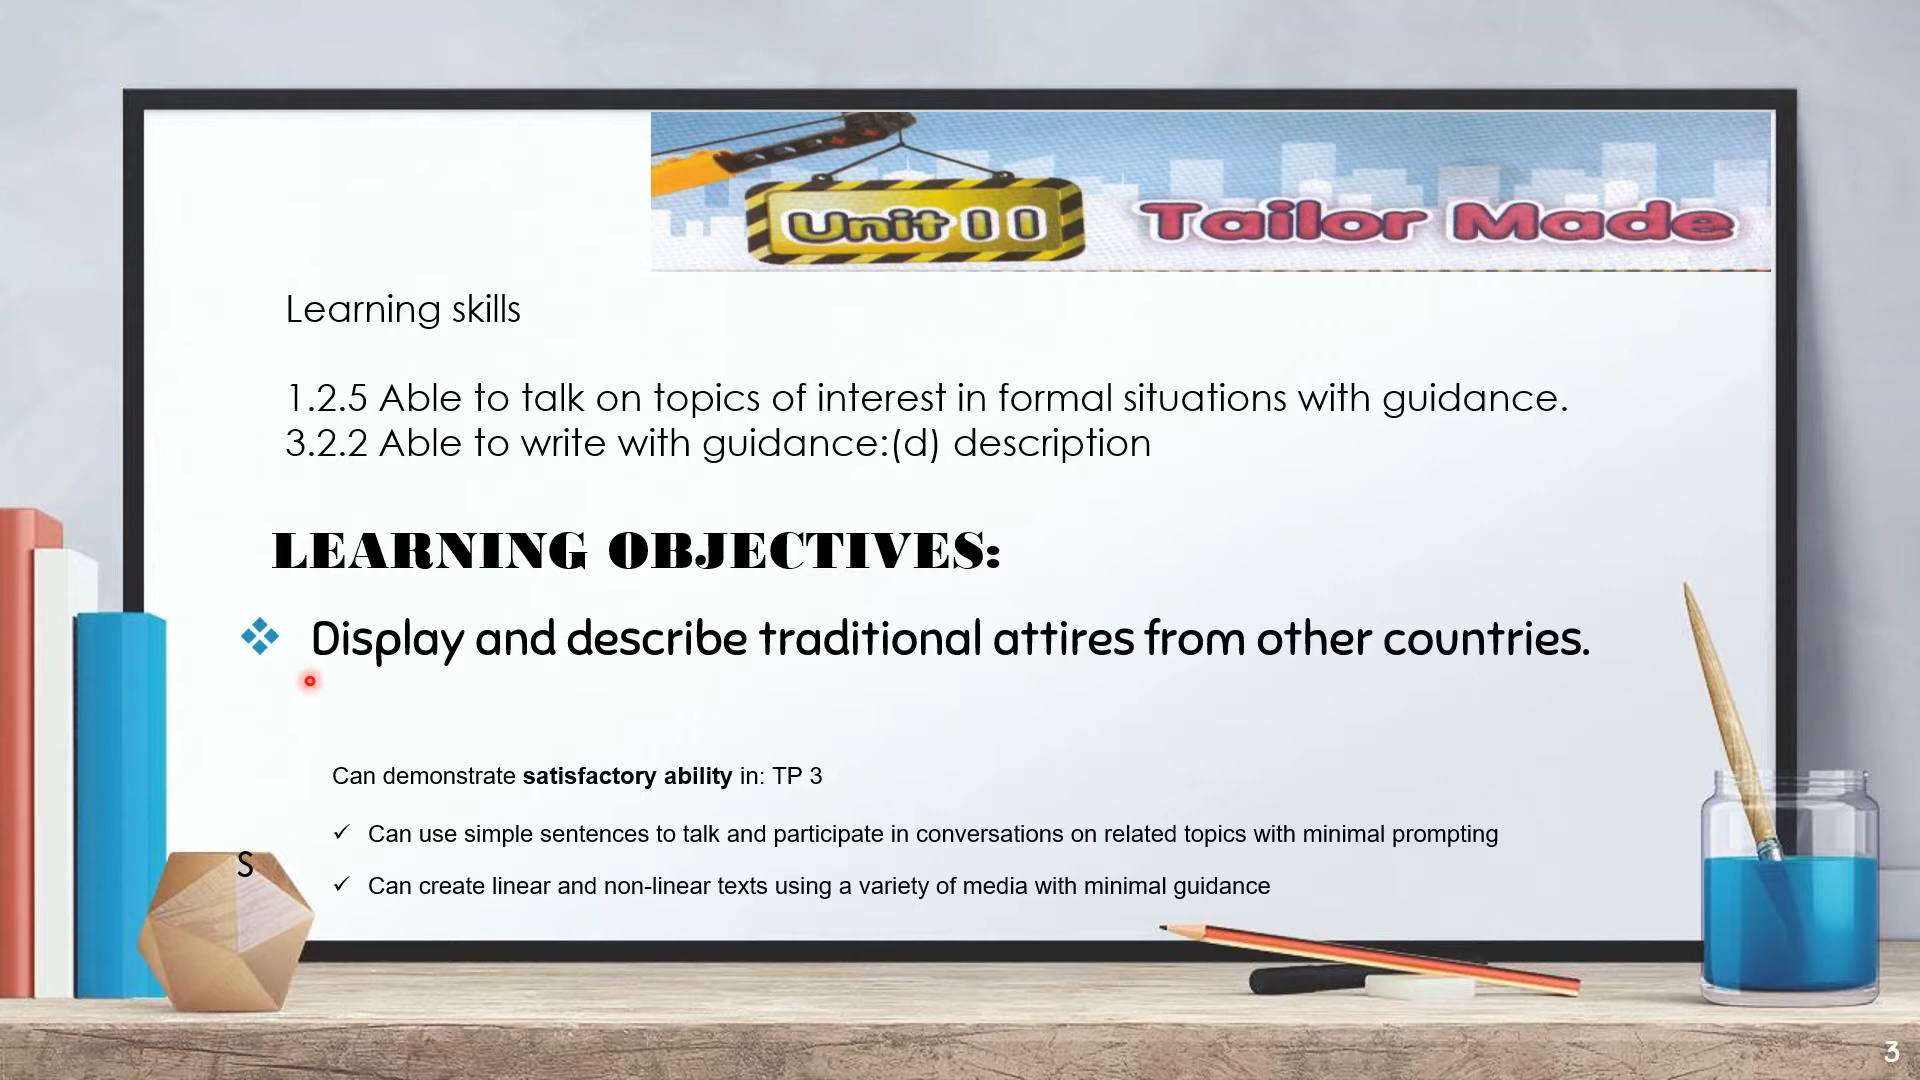 Unit 11 Tailor Made
Learning skills
1.2.5 Able to talk on topics of interest in formal situations with guidance.
3.2.2 Able to write with guidance:(d) description
LEARNING OBJECTIVES:
Display and describe traditional attires from other countries.
Can demonstrate satisfactory ability in: TP 3
Can use simple sentences to talk and participate in conversations on related topics with minimal prompting
S
Can create linear and non-linear texts using a variety of media with minimal guidance
3